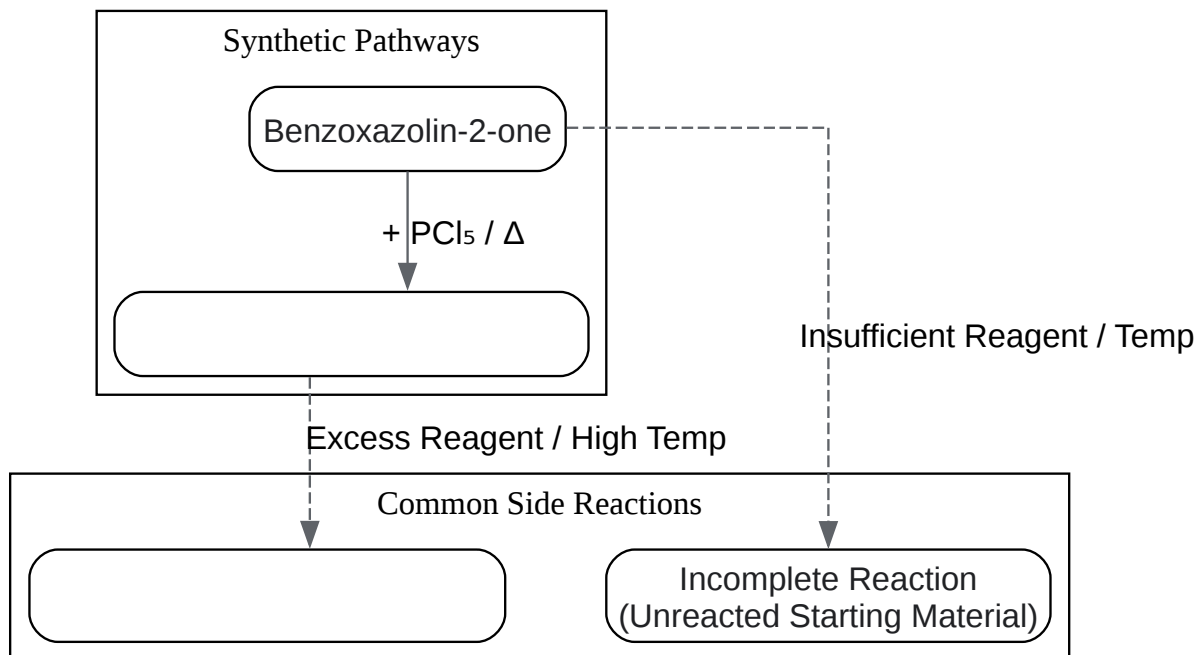 Synthetic Pathways
Benzoxazolin-2-one
+ PCl₅ / Δ
Insufficient Reagent / Temp
Excess Reagent / High Temp
Common Side Reactions
Incomplete Reaction
(Unreacted Starting Material)